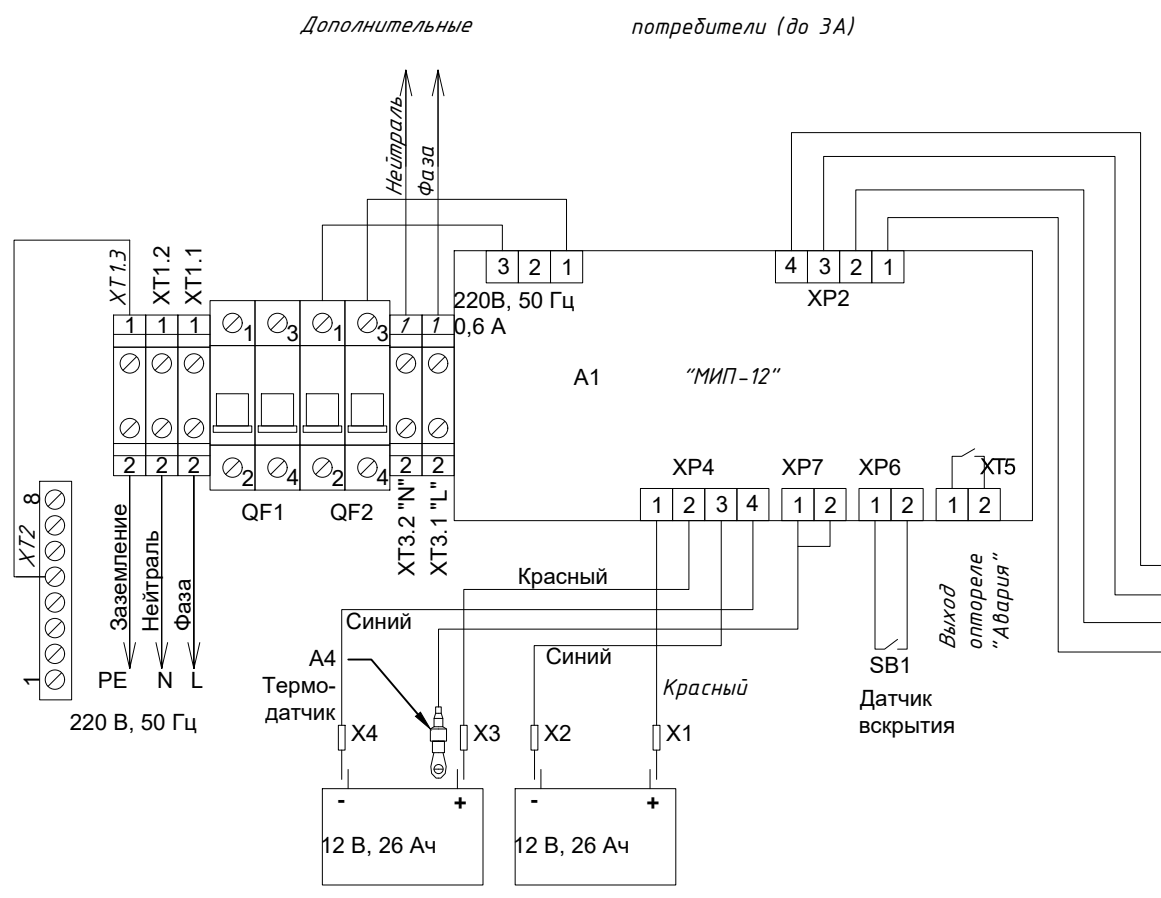 Дополнительные потребители (до 3А)
Нейтраль
Фаза
XT1.3
XT1.2
XT1.1
3 2 1
4 3 2 1
220В, 50 Гц
0,6 А
XP2
1 1 1
1 3 1 3
1 1
A1
"МИП-12"
2 2 2
2 4 2 4
2 2
QF1
QF2
XT3.2 "N"
XT3.1 "L"
XP4
XP7
XP6
XT5
1 2 3 4
1 2
1 2
1 2
8
XT2
1
Заземление
Нейтраль
Фаза
PE N L
220 В, 50 Гц
Красный
Синий
Синий
Красный
Выход
оптореле
"Авария"
A4
Термо-
датчик
SB1
Датчик
вскрытия
X4
X3
X2
X1
- +
- +
12 В, 26 Ач
12 В, 26 Ач